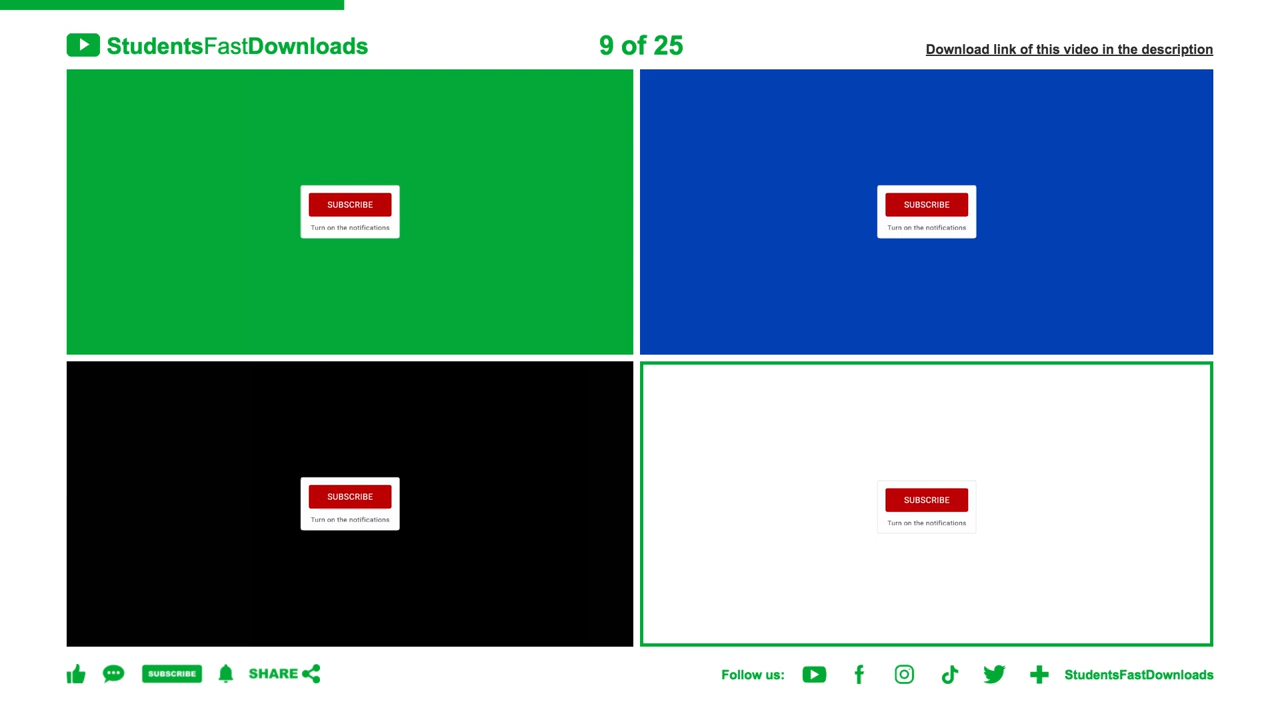 StudentsFastDownloads
9 of 25
Download link of this video in the description
SUBSCRIBE
Turn on the notifications
SUBSCRIBE
Turn on the notifications
SUBSCRIBE
Turn on the notifications
SUBSCRIBE
Turn on the notifications
SUBSCRIBE
SHARE
Follow us:
StudentsFastDownloads